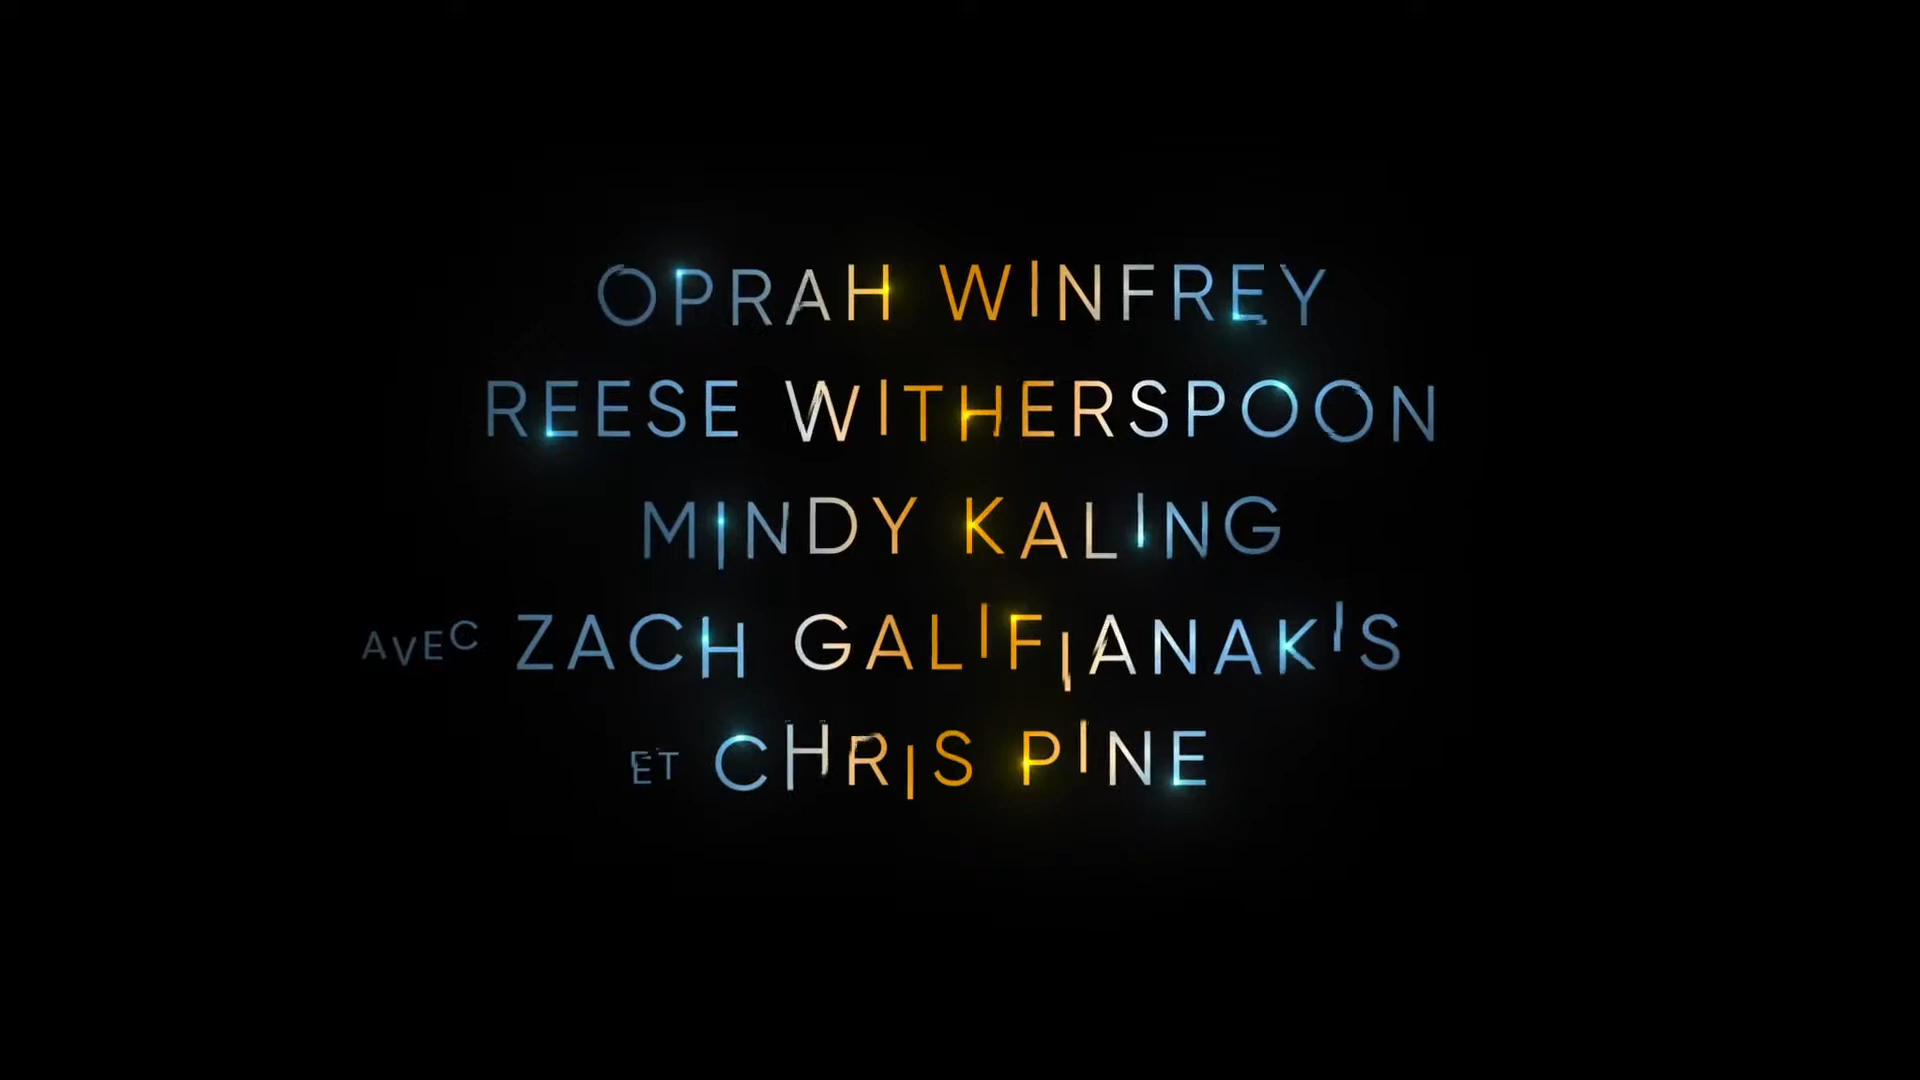 OPRAH WINFREY
REESE WITHERSPOON
MINDY KALING
AVEC ZACH GALIFIANAKIS
ET CHRIS PINE